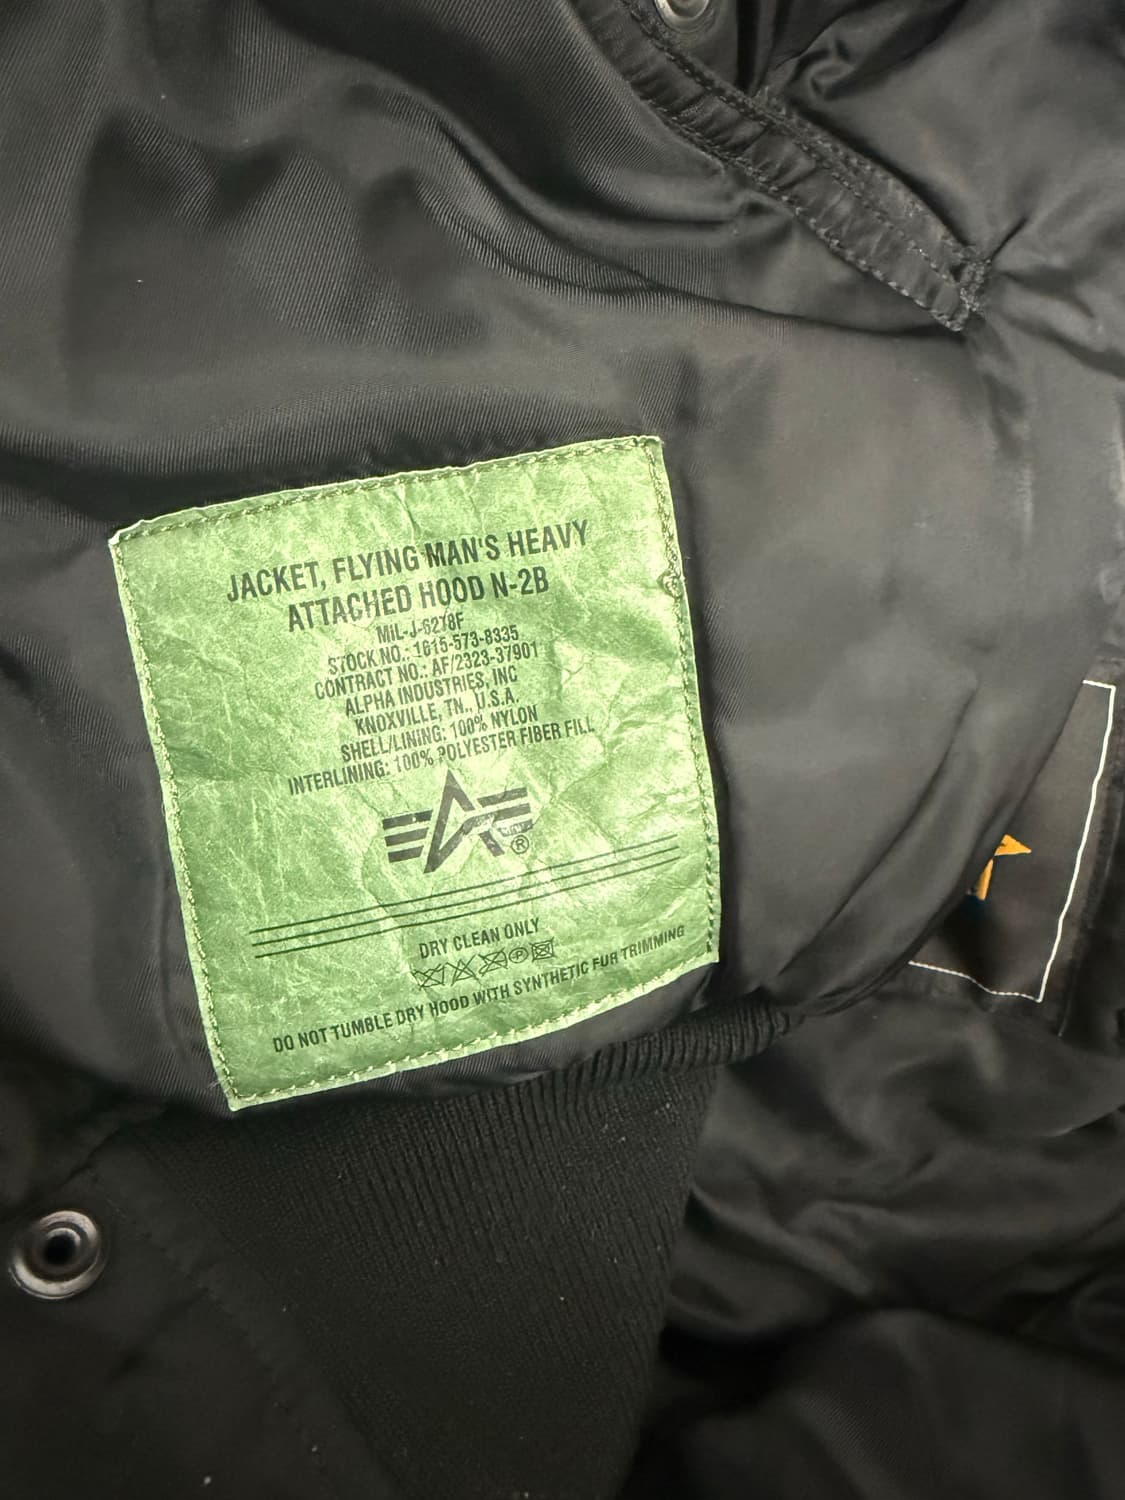 JACKET, FLYING MAN'S HEAVY
ATTACHED HOOD N-2B
MIL-J-6278F
STOCK NO.: 1615-573-8335
CONTRACT NO.: AF/2323-37901
ALPHA INDUSTRIES, INC
KNOXVILLE, TN., U.S.A.
SHELL/LINING: 100% NYLON
INTERLINING: 100% POLYESTER FIBER FILL
®
DRY CLEAN ONLY
P
DO NOT TUMBLE DRY HOOD WITH SYNTHETIC FUR TRIMMING